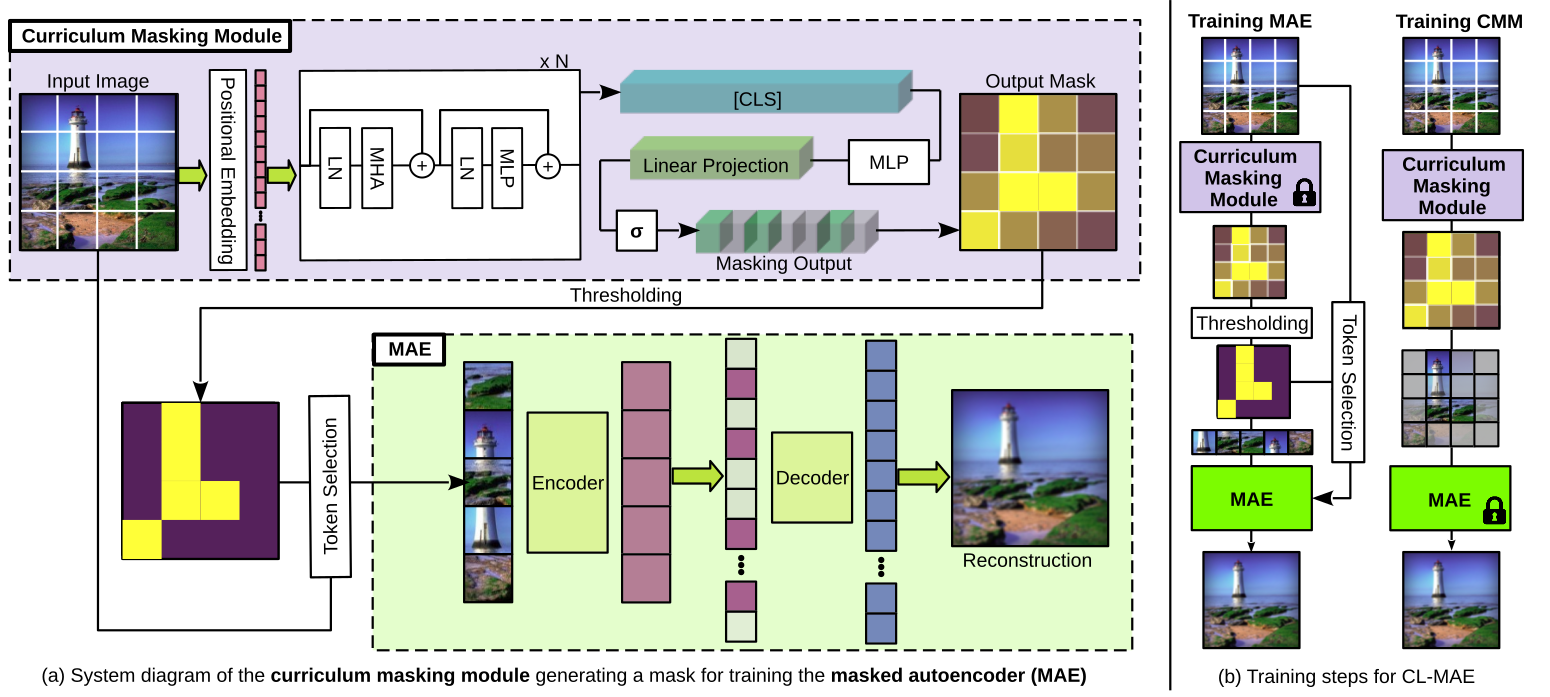 Curriculum Masking Module
Input Image
Positional Embedding
x N
LN
MHA
+
LN
MLP
+
[CLS]
Linear Projection
MLP
σ
Masking Output
Output Mask
Thresholding
Token Selection
MAE
Encoder
Decoder
Reconstruction
(a) System diagram of the curriculum masking module generating a mask for training the masked autoencoder (MAE)
Training MAE
Curriculum
Masking
Module
Thresholding
Token Selection
MAE
Training CMM
Curriculum
Masking
Module
MAE
(b) Training steps for CL-MAE